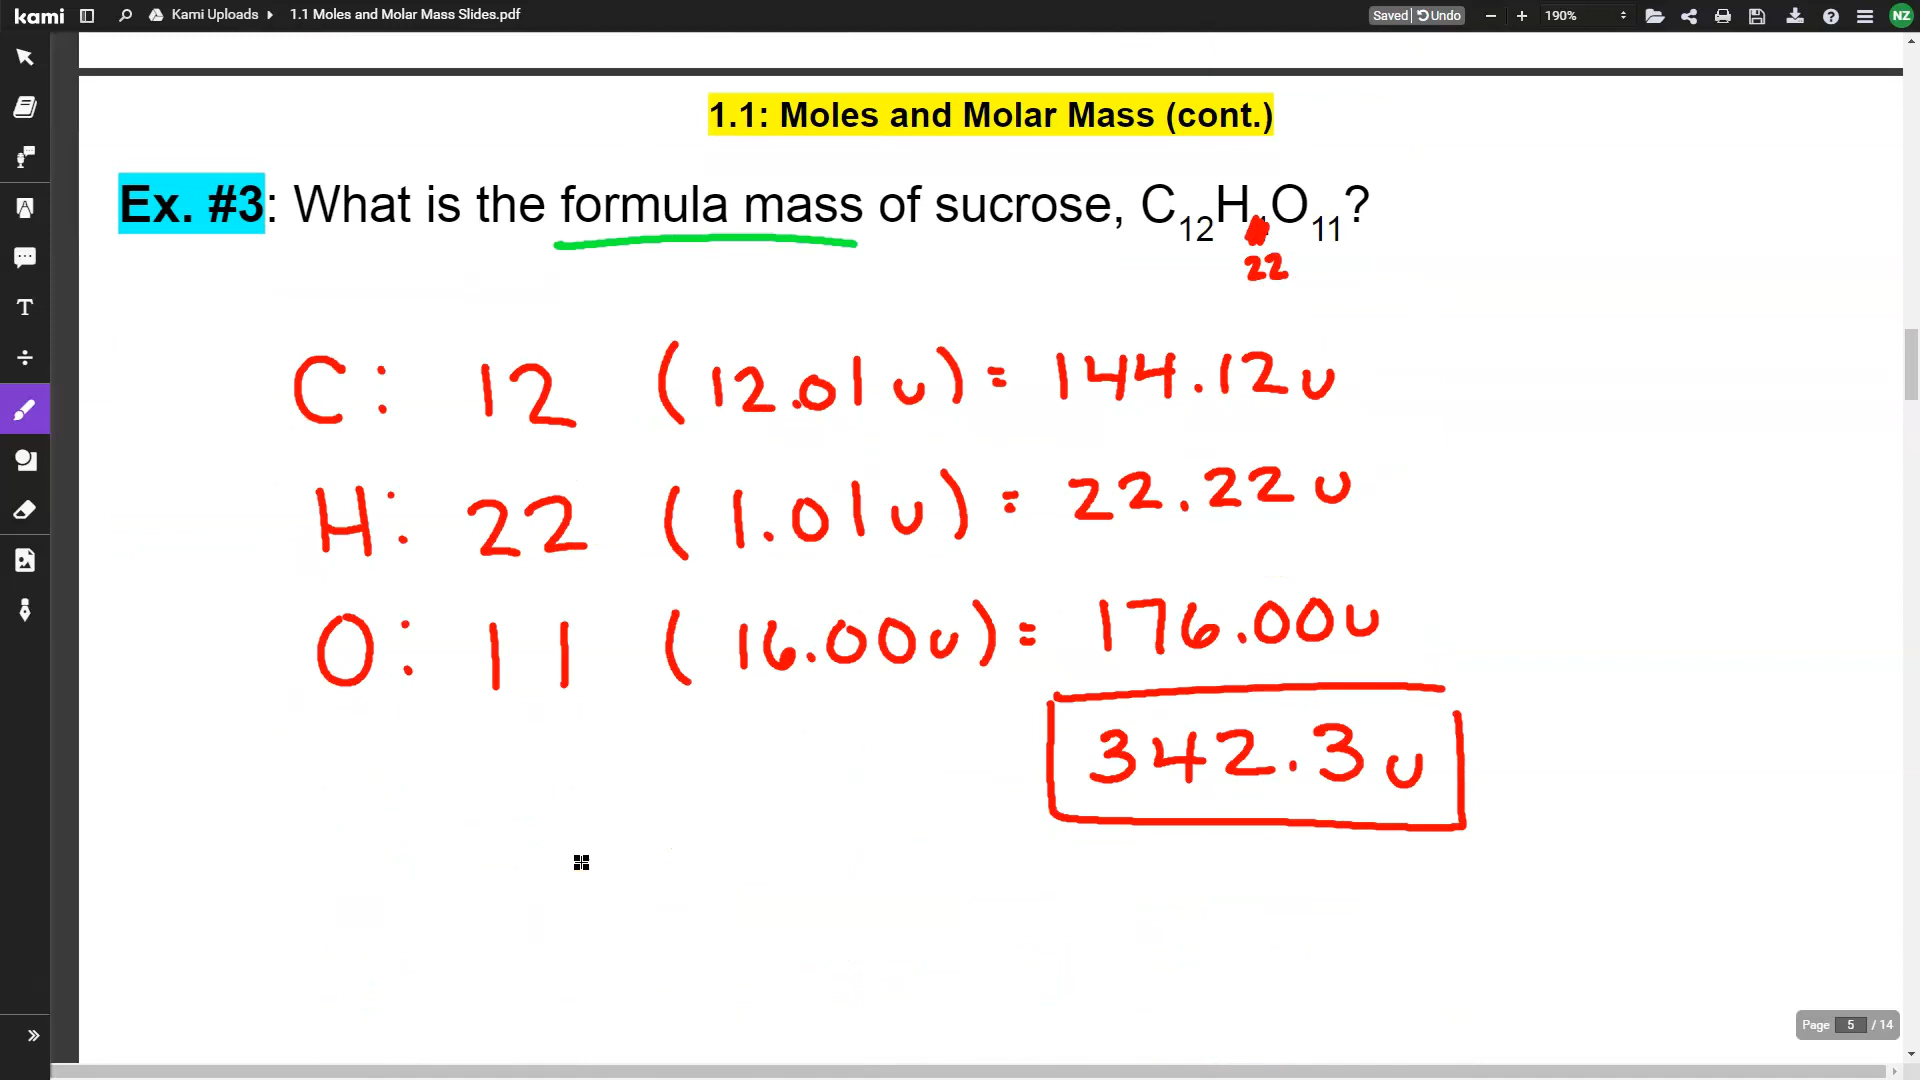 kami Kami Uploads 1.1 Moles and Molar Mass Slides.pdf Saved Undo 190% NZ
1.1: Moles and Molar Mass (cont.)
Ex. #3: What is the formula mass of sucrose, C12H O11?
22
C: 12 (12.01u) = 144.12u
H: 22 (1.01u) = 22.22u
O: 11 (16.00u) = 176.00u
342.3u
Page 5 / 14